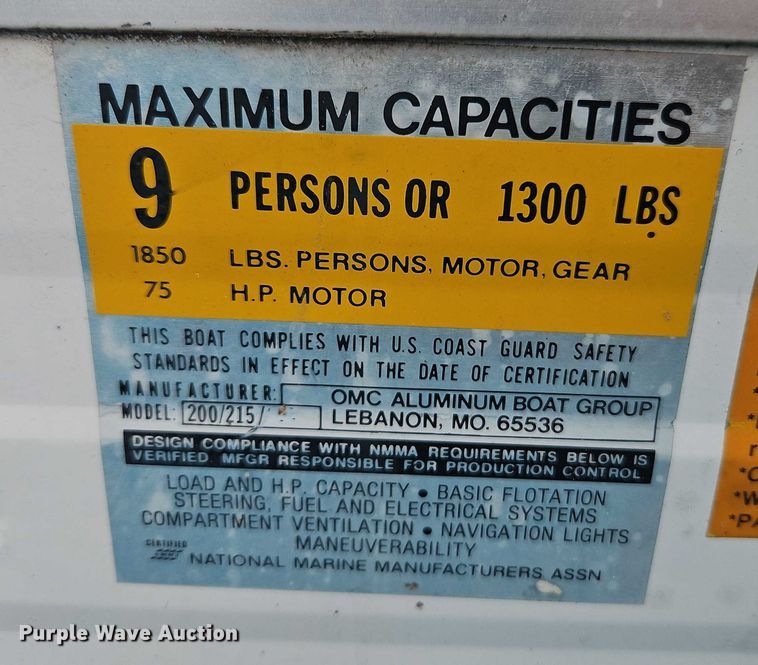 MAXIMUM CAPACITIES
9 PERSONS OR 1300 LBS
1850 LBS. PERSONS, MOTOR, GEAR
75 H.P. MOTOR
THIS BOAT COMPLIES WITH U.S. COAST GUARD SAFETY
STANDARDS IN EFFECT ON THE DATE OF CERTIFICATION
MANUFACTURER: OMC ALUMINUM BOAT GROUP
MODEL: 200/215/ LEBANON, MO. 65536
DESIGN COMPLIANCE WITH NMMA REQUIREMENTS BELOW IS
VERIFIED. MFGR RESPONSIBLE FOR PRODUCTION CONTROL
LOAD AND H.P. CAPACITY • BASIC FLOTATION
STEERING, FUEL AND ELECTRICAL SYSTEMS
COMPARTMENT VENTILATION • NAVIGATION LIGHTS
MANEUVERABILITY
CERTIFIED
NATIONAL MARINE MANUFACTURERS ASSN
Purple Wave Auction